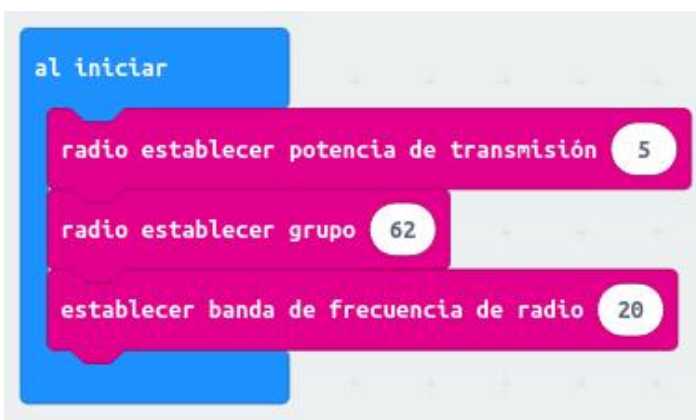 al iniciar
radio establecer potencia de transmisión 5
radio establecer grupo 62
establecer banda de frecuencia de radio 20